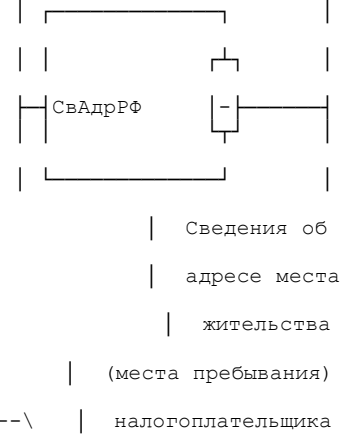 СвАдрРФ -
Сведения об
адресе места
жительства
(места пребывания)
--\ налогоплательщика